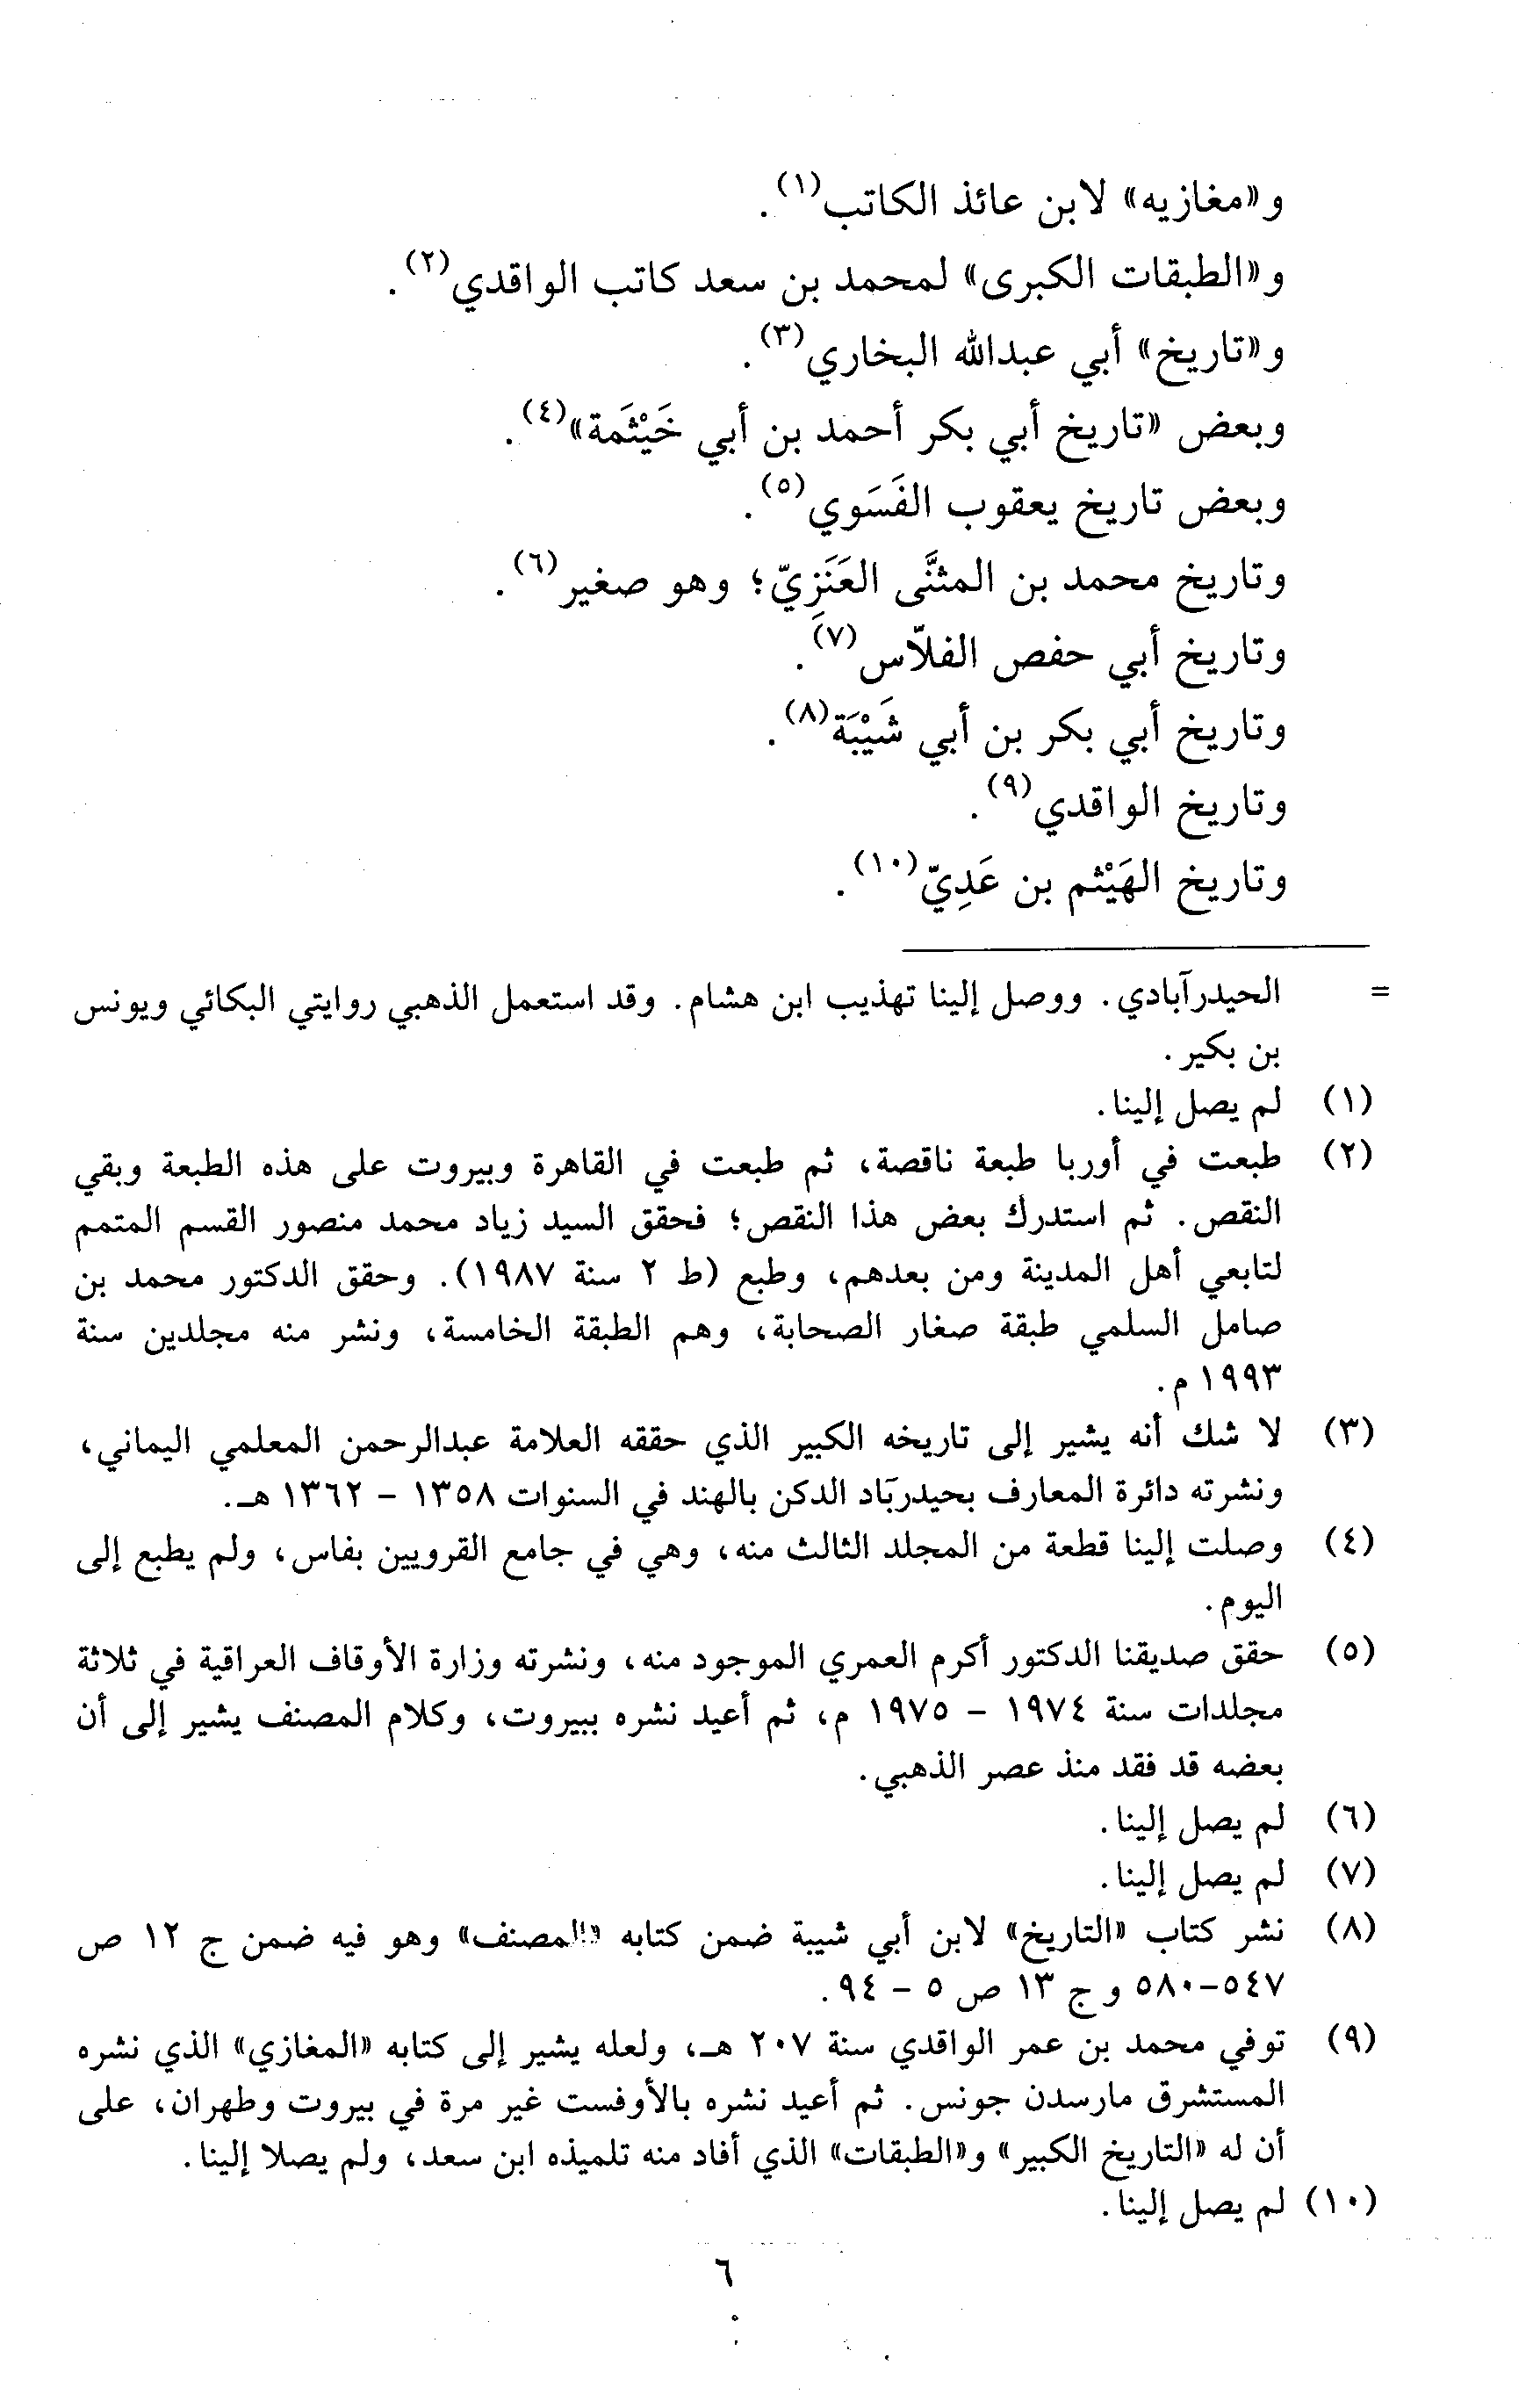 و«مغازيه» لابن عائذ الكاتب(١).
و«الطبقات الكبرى» لمحمد بن سعد كاتب الواقدي(٢).
و«تاريخ» أبي عبدالله البخاري(٣).
وبعض «تاريخ أبي بكر أحمد بن أبي خَيْثَمة»(٤).
وبعض تاريخ يعقوب الفَسَوي(٥).
وتاريخ محمد بن المثنَّى العَنَزِيّ؛ وهو صغير(٦).
وتاريخ أبي حفص الفلّاس(٧).
وتاريخ أبي بكر بن أبي شَيْبَة(٨).
وتاريخ الواقدي(٩).
وتاريخ الهَيْثم بن عَدِيّ(١٠).
= الحيدرآبادي. ووصل إلينا تهذيب ابن هشام. وقد استعمل الذهبي روايتي البكائي ويونس
بن بكير.
(١) لم يصل إلينا.
(٢) طبعت في أوربا طبعة ناقصة، ثم طبعت في القاهرة وبيروت على هذه الطبعة وبقي
النقص. ثم استدرك بعض هذا النقص؛ فحقق السيد زياد محمد منصور القسم المتمم
لتابعي أهل المدينة ومن بعدهم، وطبع (ط ٢ سنة ١٩٨٧). وحقق الدكتور محمد بن
صامل السلمي طبقة صغار الصحابة، وهم الطبقة الخامسة، ونشر منه مجلدين سنة
١٩٩٣ م.
(٣) لا شك أنه يشير إلى تاريخه الكبير الذي حققه العلامة عبدالرحمن المعلمي اليماني،
ونشرته دائرة المعارف بحيدرآباد الدكن بالهند في السنوات ١٣٥٨ - ١٣٦٢ هـ.
(٤) وصلت إلينا قطعة من المجلد الثالث منه، وهي في جامع القرويين بفاس، ولم يطبع إلى
اليوم.
(٥) حقق صديقنا الدكتور أكرم العمري الموجود منه، ونشرته وزارة الأوقاف العراقية في ثلاثة
مجلدات سنة ١٩٧٤ - ١٩٧٥ م، ثم أعيد نشره ببيروت، وكلام المصنف يشير إلى أن
بعضه قد فقد منذ عصر الذهبي.
(٦) لم يصل إلينا.
(٧) لم يصل إلينا.
(٨) نشر كتاب «التاريخ» لابن أبي شيبة ضمن كتابه «المصنف» وهو فيه ضمن ج ١٢ ص
٥٤٧-٥٨٠ و ج ١٣ ص ٥ - ٩٤.
(٩) توفي محمد بن عمر الواقدي سنة ٢٠٧ هـ، ولعله يشير إلى كتابه «المغازي» الذي نشره
المستشرق مارسدن جونس. ثم أعيد نشره بالأوفست غير مرة في بيروت وطهران، على
أن له «التاريخ الكبير» و«الطبقات» الذي أفاد منه تلميذه ابن سعد، ولم يصلا إلينا.
(١٠) لم يصل إلينا.
٦